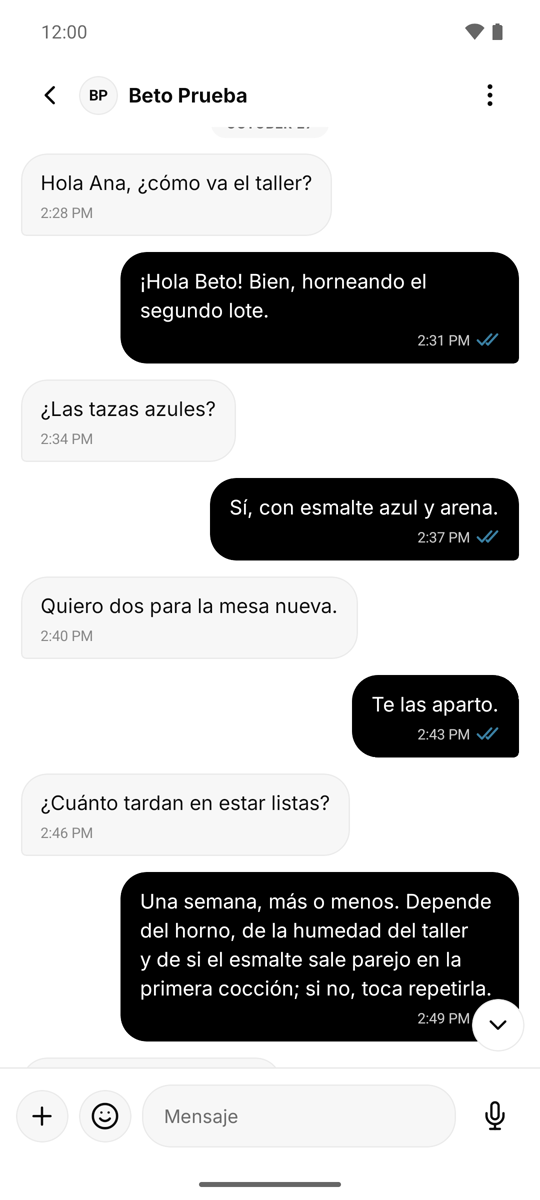 12:00
BP
Beto Prueba
Hola Ana, ¿cómo va el taller?
2:28 PM
¡Hola Beto! Bien, horneando el
segundo lote.
2:31 PM
¿Las tazas azules?
2:34 PM
Sí, con esmalte azul y arena.
2:37 PM
Quiero dos para la mesa nueva.
2:40 PM
Te las aparto.
2:43 PM
¿Cuánto tardan en estar listas?
2:46 PM
Una semana, más o menos. Depende
del horno, de la humedad del taller
y de si el esmalte sale parejo en la
primera cocción; si no, toca repetirla.
2:49 PM
Mensaje